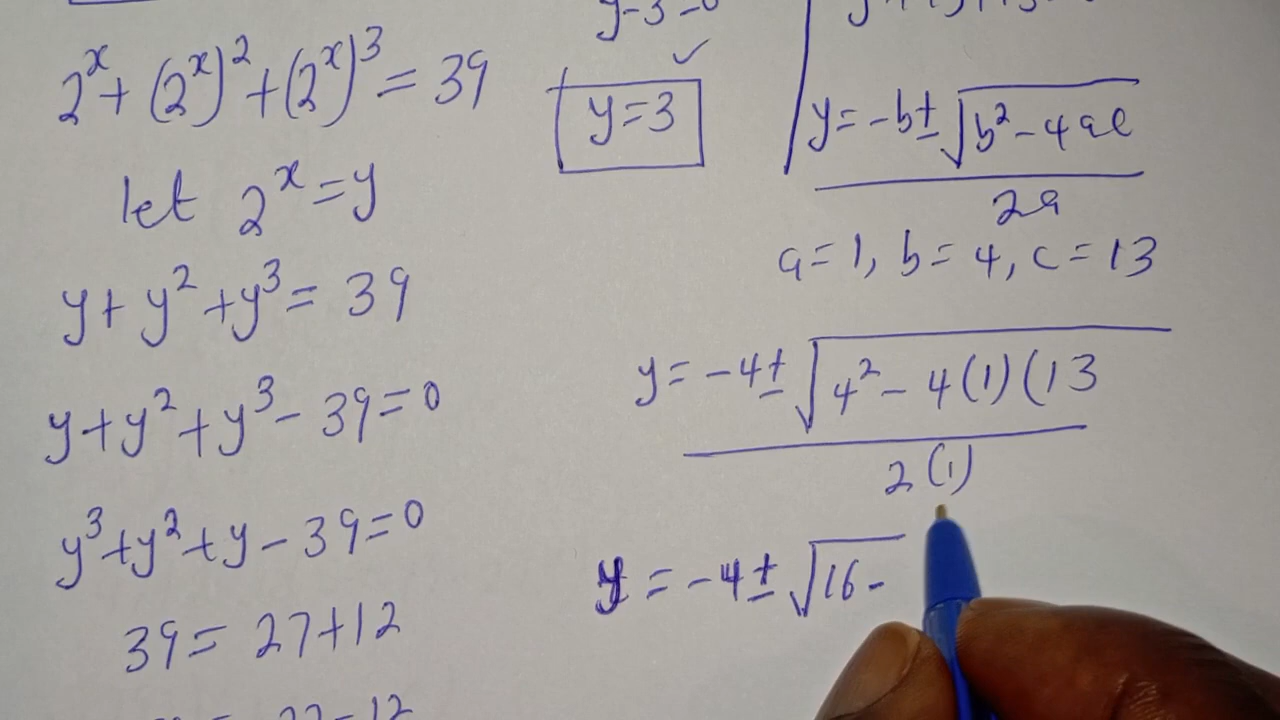 2^x + (2^x)^2 + (2^x)^3 = 39
let 2^x = y
y + y^2 + y^3 = 39
y + y^2 + y^3 - 39 = 0
y^3 + y^2 + y - 39 = 0
39 = 27 + 12
y - 3 = 0
✓
y = 3
y = -b ± √(b^2 - 4ac)
2a
a = 1, b = 4, c = 13
y = -4 ± √4^2 - 4(1)(13
2(1)
y = -4 ± √16 -